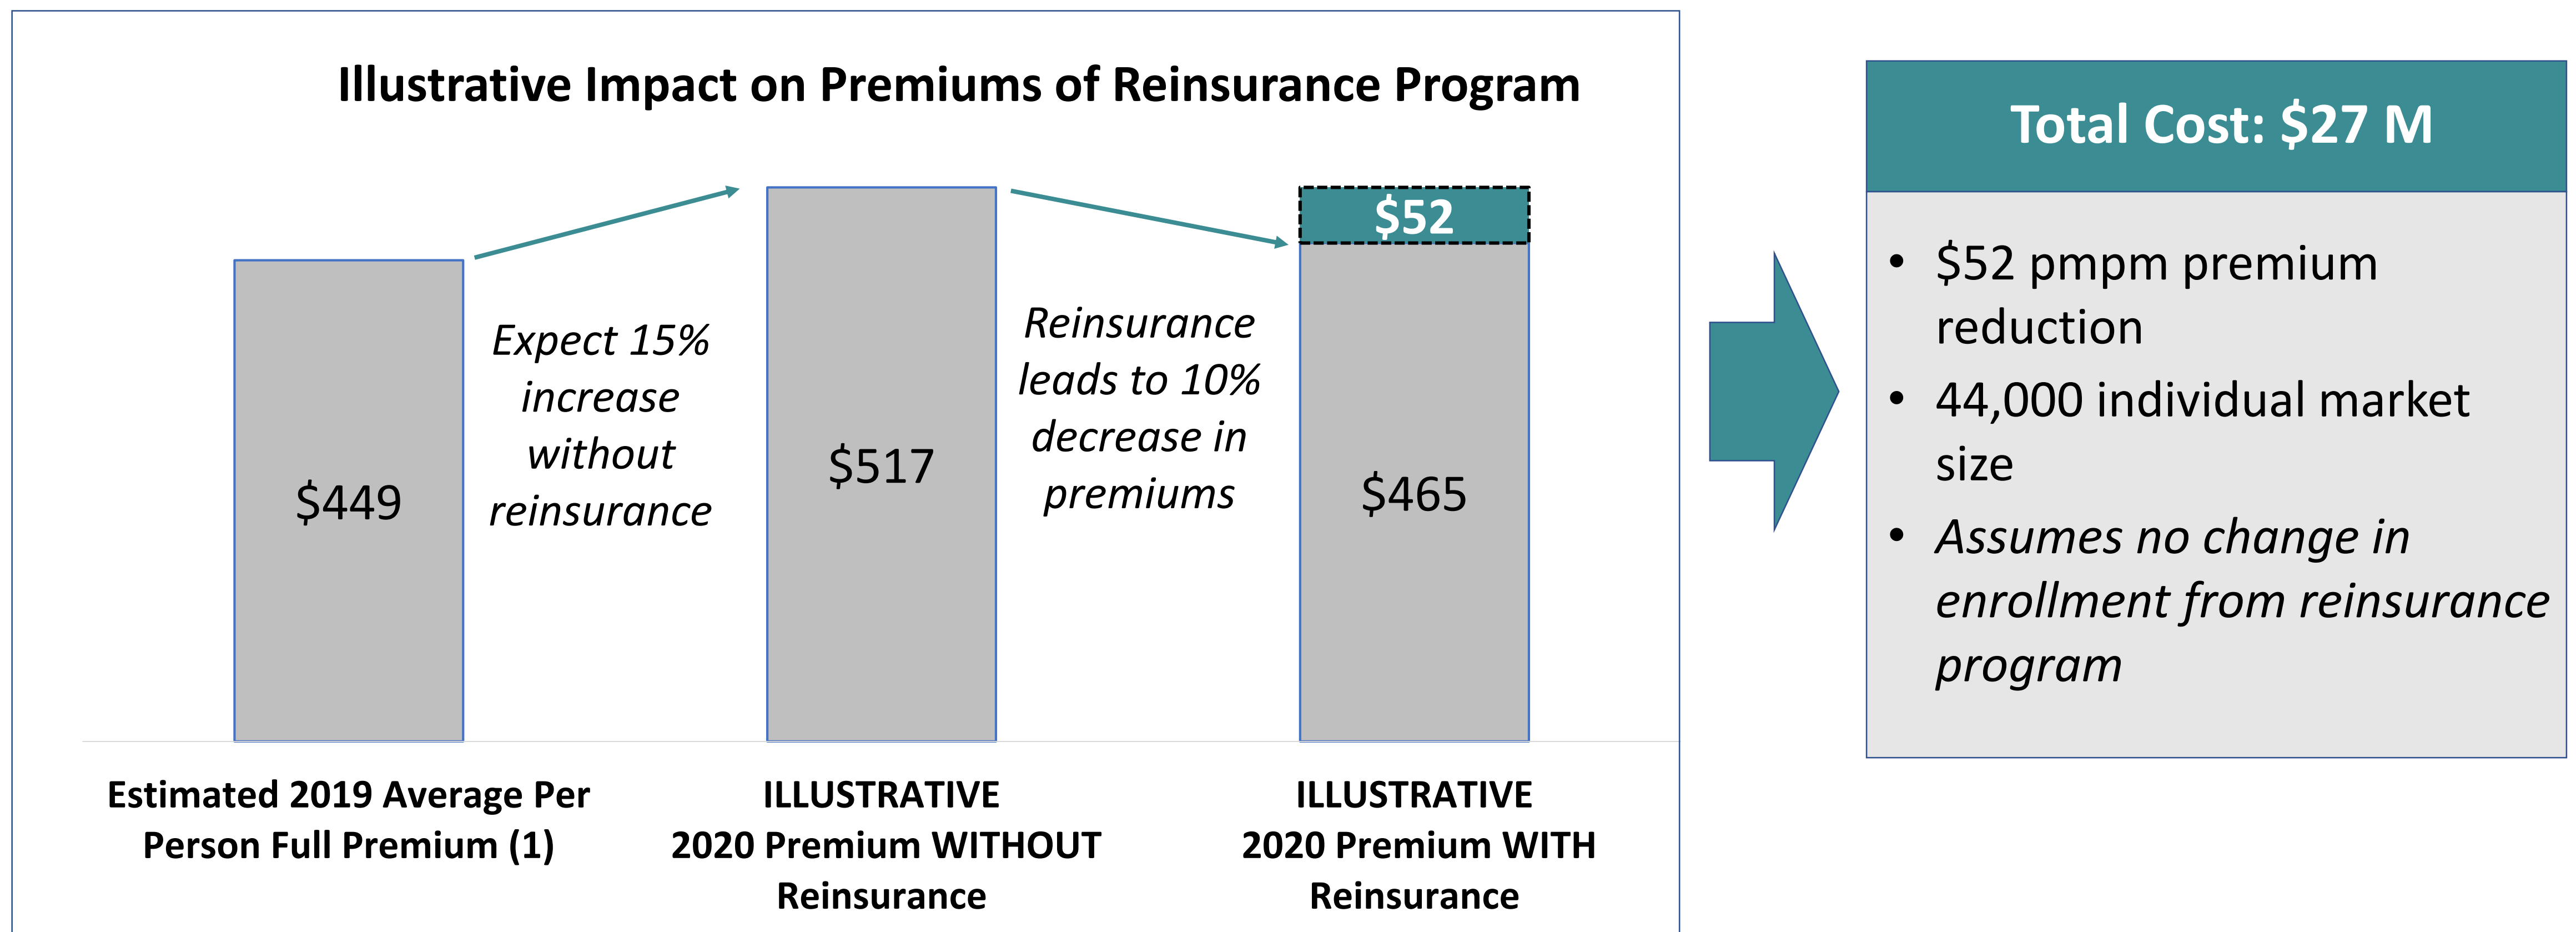 Illustrative Impact on Premiums of Reinsurance Program
$449
Expect 15%
increase
without
reinsurance
$517
Reinsurance
leads to 10%
decrease in
premiums
$52
$465
Estimated 2019 Average Per
Person Full Premium (1)
ILLUSTRATIVE
2020 Premium WITHOUT
Reinsurance
ILLUSTRATIVE
2020 Premium WITH
Reinsurance
Total Cost: $27 M
• $52 pmpm premium
reduction
• 44,000 individual market
size
• Assumes no change in
enrollment from reinsurance
program